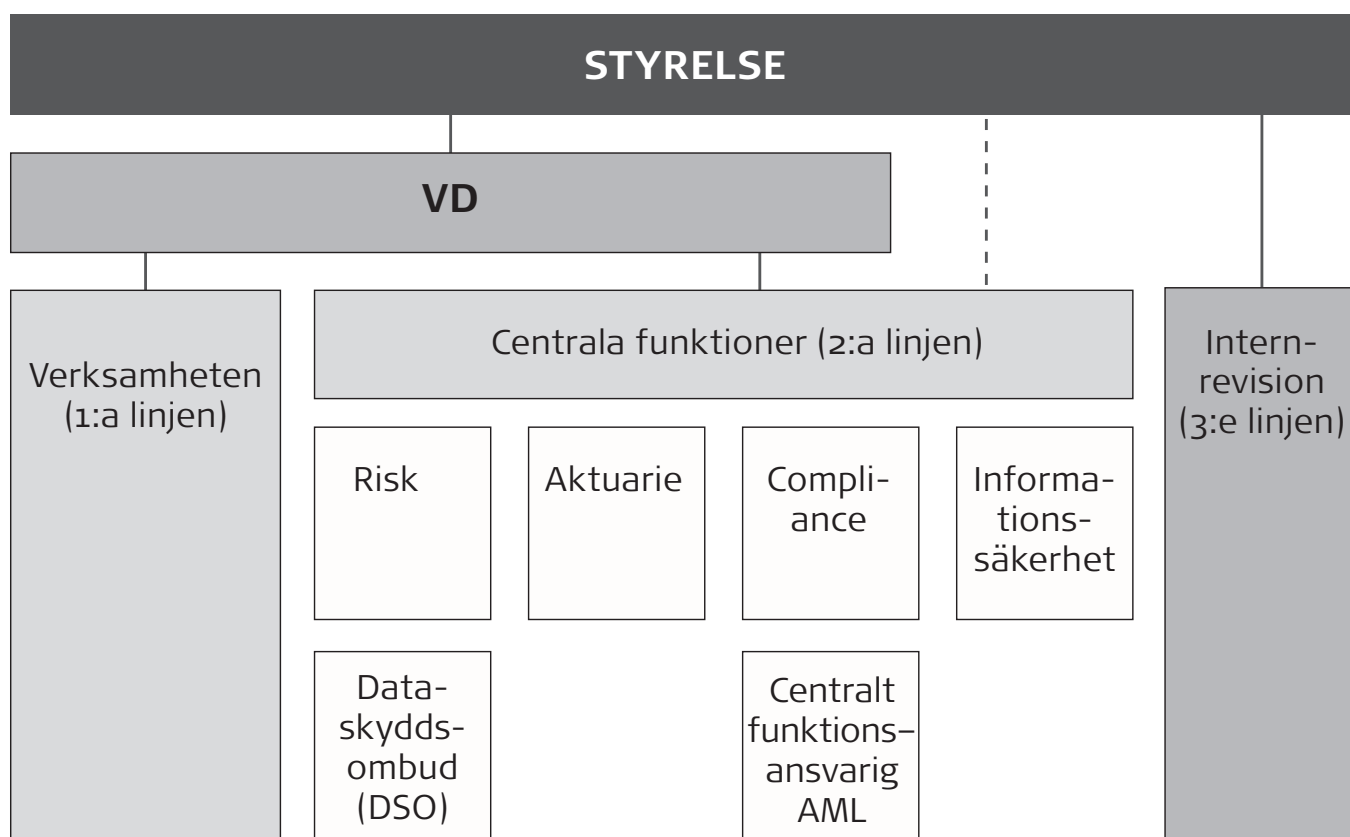 STYRELSE
VD
Verksamheten
(1:a linjen)
Centrala funktioner (2:a linjen)
Intern-
revision
(3:e linjen)
Risk
Aktuarie
Compli-
ance
Informa-
tions-
säkerhet
Data-
skydds-
ombud
(DSO)
Centralt
funktions–
ansvarig
AML